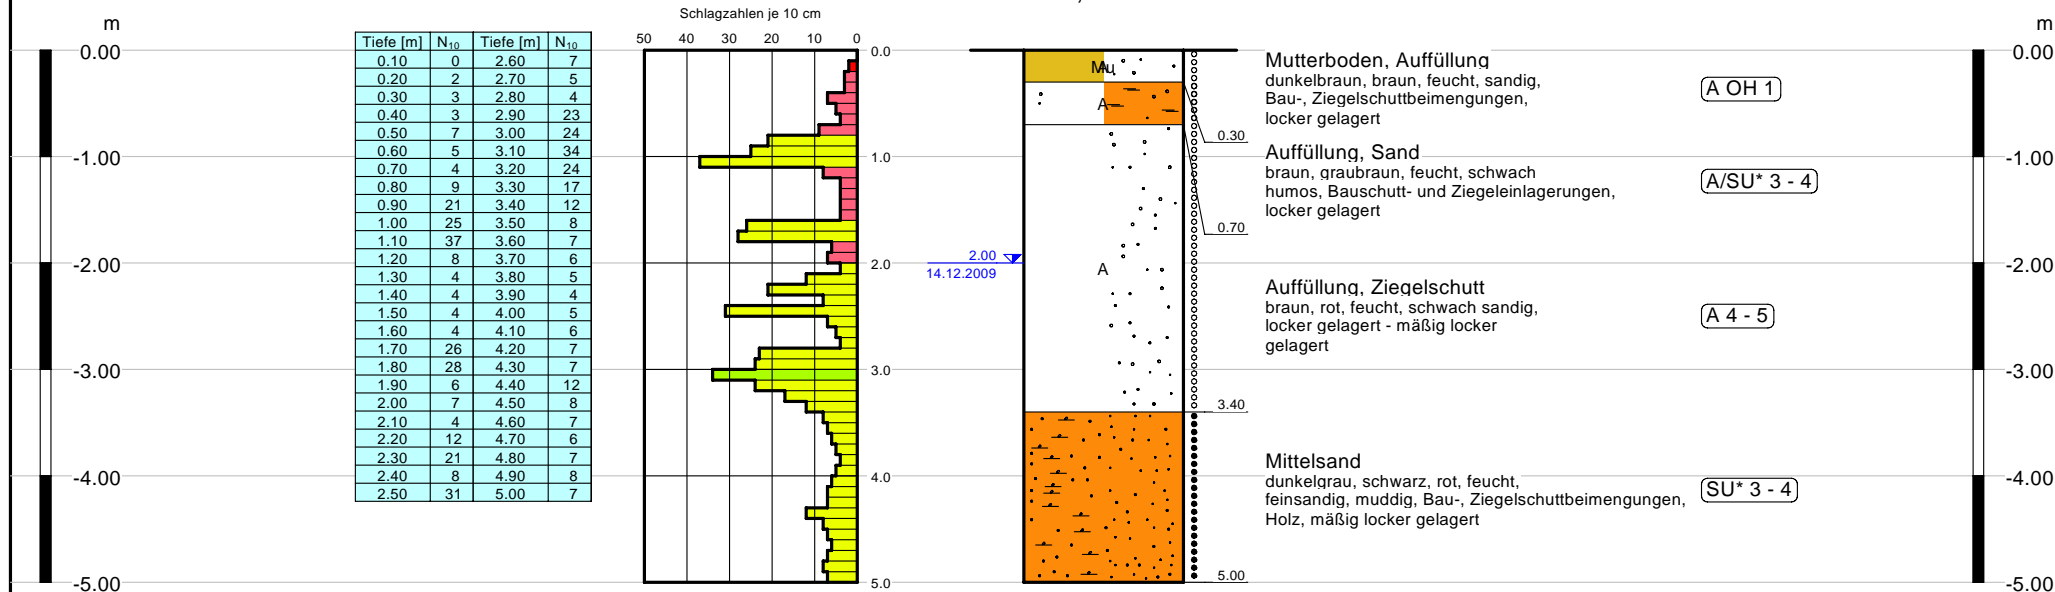 Schlagzahlen je 10 cm
m
m
0.00
-1.00
-2.00
-3.00
-4.00
-5.00
Tiefe [m] N10 Tiefe [m] N10
0.10 0 2.60 7
0.20 2 2.70 5
0.30 3 2.80 4
0.40 3 2.90 23
0.50 7 3.00 24
0.60 5 3.10 34
0.70 4 3.20 24
0.80 9 3.30 17
0.90 21 3.40 12
1.00 25 3.50 8
1.10 37 3.60 7
1.20 8 3.70 6
1.30 4 3.80 5
1.40 4 3.90 4
1.50 4 4.00 5
1.60 4 4.10 6
1.70 26 4.20 7
1.80 28 4.30 7
1.90 6 4.40 12
2.00 7 4.50 8
2.10 4 4.60 7
2.20 12 4.70 6
2.30 21 4.80 7
2.40 8 4.90 8
2.50 31 5.00 7
50 40 30 20 10 0
0.0
1.0
2.0
3.0
4.0
5.0
2.00
14.12.2009
Mu
A
A
A
0.30
0.70
3.40
5.00
Mutterboden, Auffüllung
dunkelbraun, braun, feucht, sandig,
Bau-, Ziegelschuttbeimengungen,
locker gelagert
A OH 1
Auffüllung, Sand
braun, graubraun, feucht, schwach
humos, Bauschutt- und Ziegeleinlagerungen,
locker gelagert
A/SU* 3 - 4
Auffüllung, Ziegelschutt
braun, rot, feucht, schwach sandig,
locker gelagert - mäßig locker
gelagert
A 4 - 5
Mittelsand
dunkelgrau, schwarz, rot, feucht,
feinsandig, muddig, Bau-, Ziegelschuttbeimengungen,
Holz, mäßig locker gelagert
SU* 3 - 4
0.00
-1.00
-2.00
-3.00
-4.00
-5.00